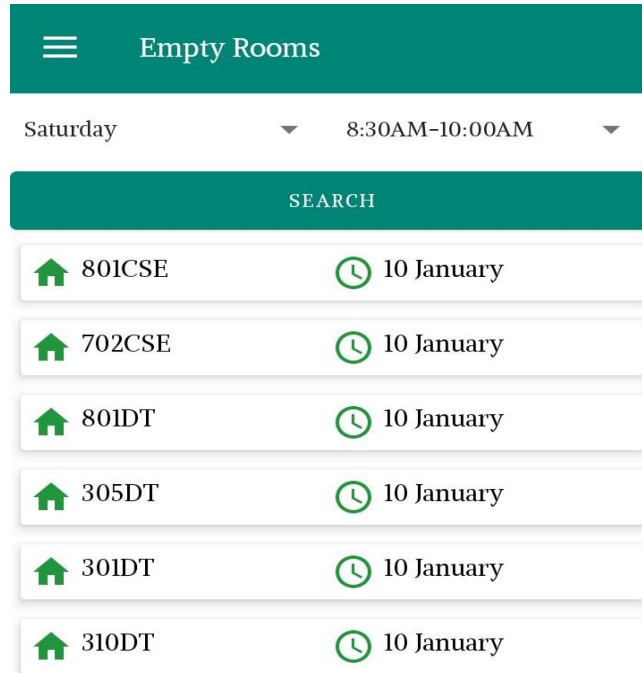 Empty Rooms
Saturday 8:30AM-10:00AM
SEARCH
801CSE 10 January
702CSE 10 January
801DT 10 January
305DT 10 January
301DT 10 January
310DT 10 January